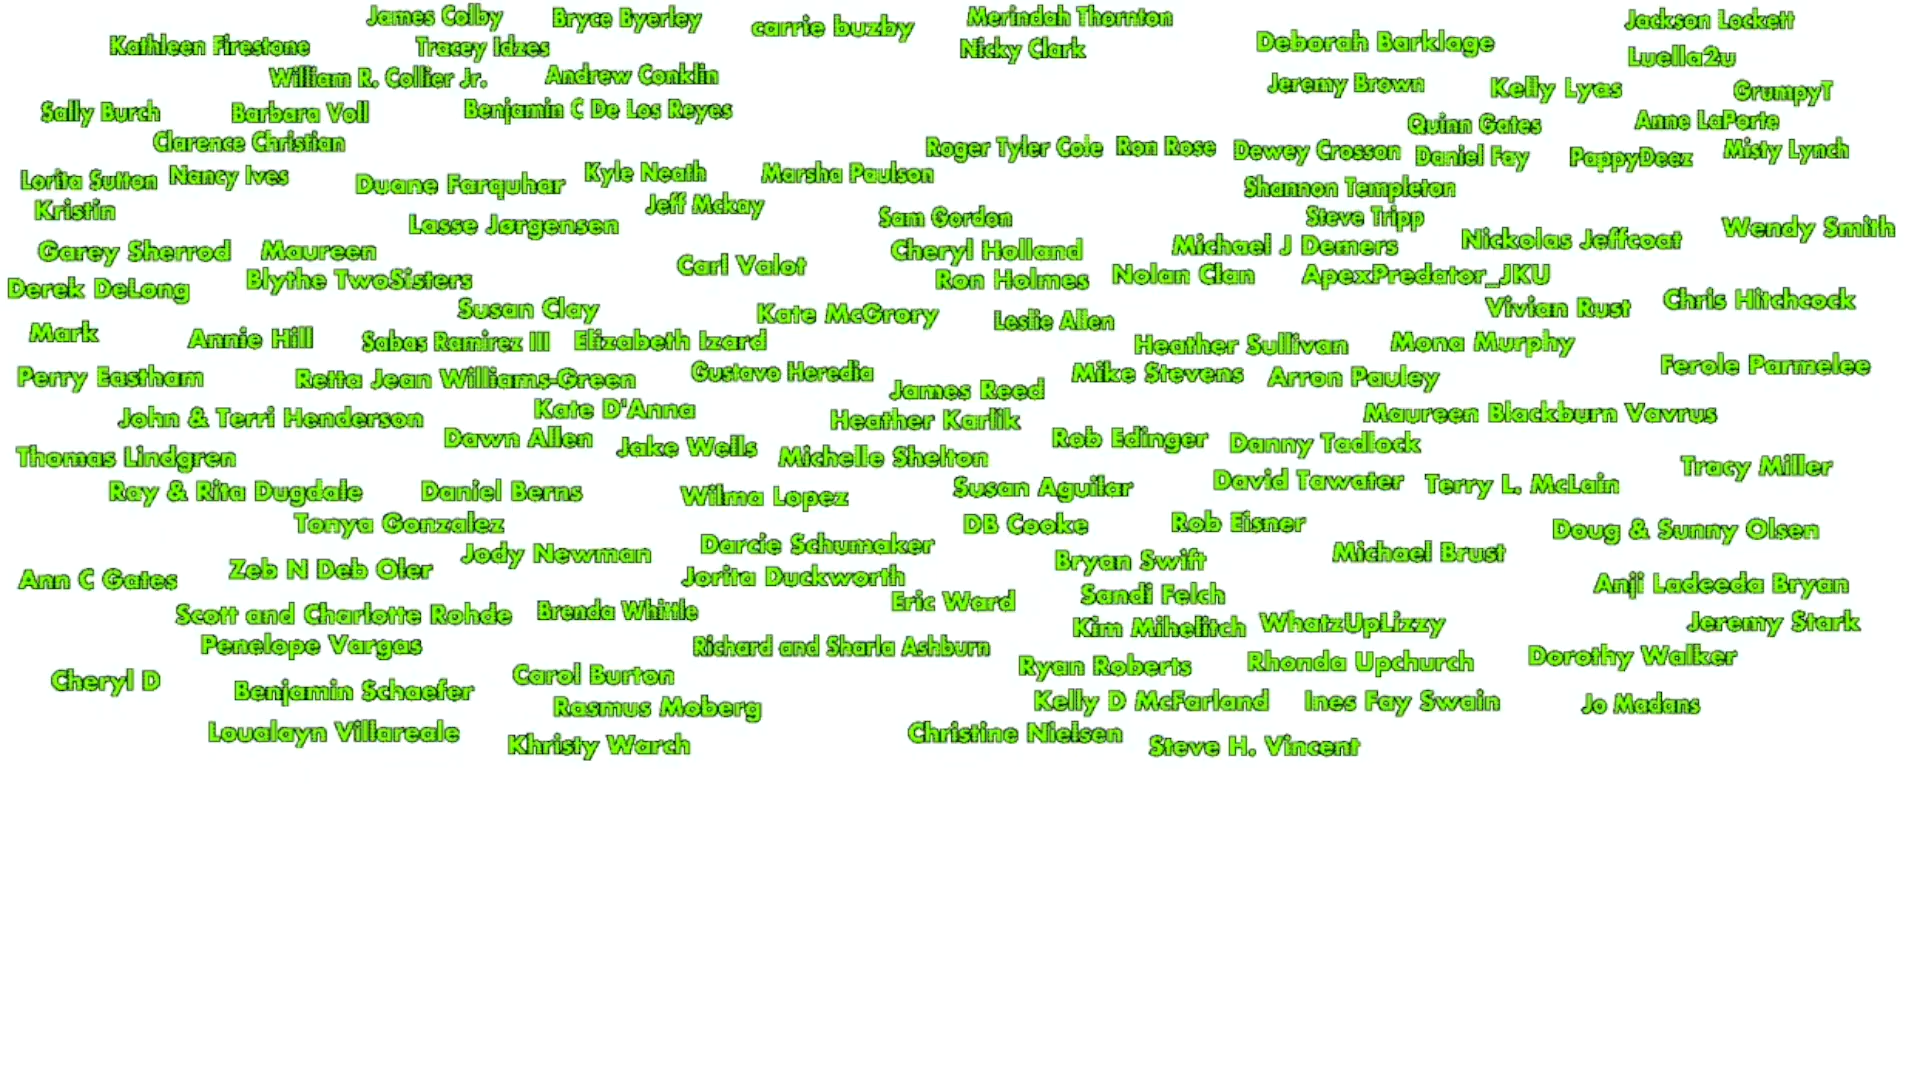 James Colby
Bryce Byerley
carrie buzby
Merindah Thornton
Jackson Lockett
Kathleen Firestone
Tracey Idzes
Nicky Clark
Deborah Barklage
Luella2u
William R. Collier Jr.
Andrew Conklin
Jeremy Brown
Kelly Lyas
GrumpyT
Sally Burch
Barbara Voll
Benjamin C De Los Reyes
Quinn Gates
Anne LaPorte
Clarence Christian
Roger Tyler Cole
Ron Rose
Dewey Crosson
Daniel Fay
PappyDeez
Misty Lynch
Lorita Sutton
Nancy Ives
Duane Farquhar
Kyle Neath
Marsha Paulson
Shannon Templeton
Kristin
Jeff Mckay
Lasse Jørgensen
Sam Gordon
Steve Tripp
Nickolas Jeffcoat
Wendy Smith
Garey Sherrod
Maureen
Carl Valot
Cheryl Holland
Michael J Demers
Derek DeLong
Blythe TwoSisters
Ron Holmes
Nolan Clan
ApexPredator_JKU
Susan Clay
Kate McGrory
Leslie Allen
Vivian Rust
Chris Hitchcock
Mark
Annie Hill
Sabas Ramirez III
Elizabeth Izard
Heather Sullivan
Mona Murphy
Perry Eastham
Retta Jean Williams-Green
Gustavo Heredia
James Reed
Mike Stevens
Arron Pauley
Ferole Parmelee
John & Terri Henderson
Kate D'Anna
Heather Karlik
Maureen Blackburn Vavrus
Thomas Lindgren
Dawn Allen
Jake Wells
Michelle Shelton
Rob Edinger
Danny Tadlock
Tracy Miller
Ray & Rita Dugdale
Daniel Berns
Wilma Lopez
Susan Aguilar
David Tawater
Terry L. McLain
Tonya Gonzalez
DB Cooke
Rob Eisner
Doug & Sunny Olsen
Jody Newman
Darcie Schumaker
Bryan Swift
Michael Brust
Ann C Gates
Zeb N Deb Oler
Jorita Duckworth
Sandi Felch
Anji Ladeeda Bryan
Scott and Charlotte Rohde
Brenda Whittle
Eric Ward
Kim Mihelitch
WhatzUpLizzy
Jeremy Stark
Penelope Vargas
Richard and Sharla Ashburn
Ryan Roberts
Rhonda Upchurch
Dorothy Walker
Cheryl D
Benjamin Schaefer
Carol Burton
Rasmus Moberg
Kelly D McFarland
Ines Fay Swain
Jo Madans
Loualayn Villareale
Khristy Warch
Christine Nielsen
Steve H. Vincent